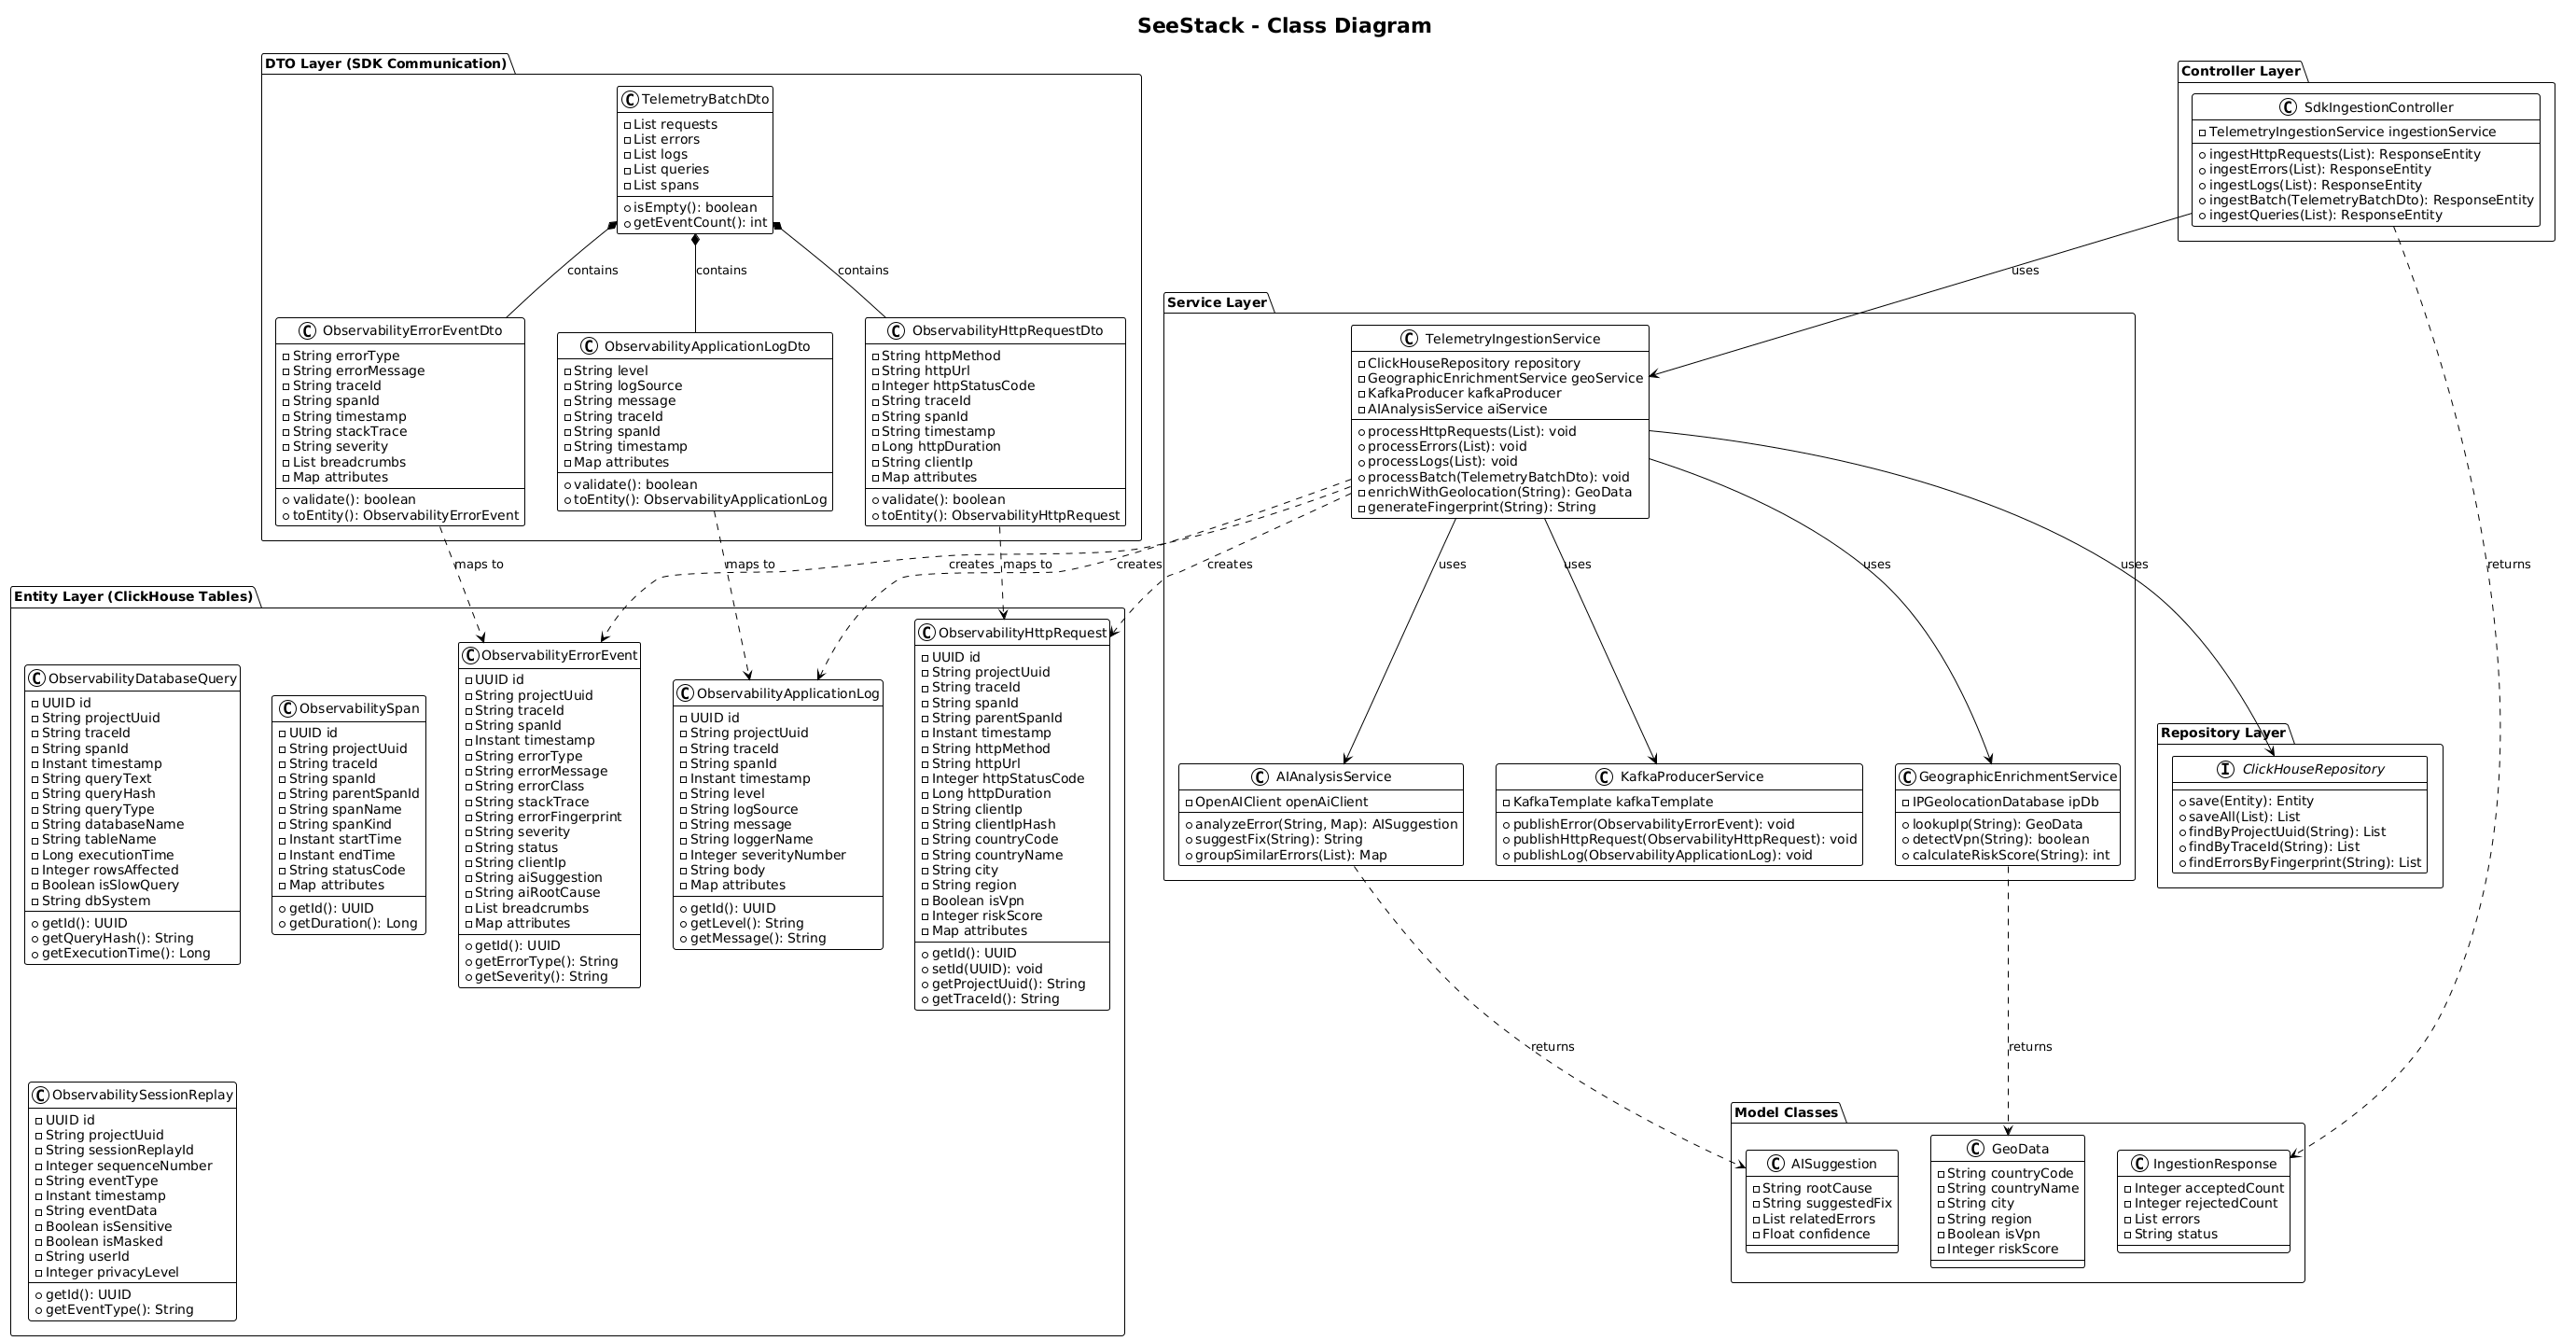 SeeStack - Class Diagram
DTO Layer (SDK Communication)
TelemetryBatchDto
List requests
List errors
List logs
List queries
List spans
isEmpty(): boolean
getEventCount(): int
contains
contains
contains
ObservabilityErrorEventDto
String errorType
String errorMessage
String traceId
String spanId
String timestamp
String stackTrace
String severity
List breadcrumbs
Map attributes
validate(): boolean
toEntity(): ObservabilityErrorEvent
ObservabilityApplicationLogDto
String level
String logSource
String message
String traceId
String spanId
String timestamp
Map attributes
validate(): boolean
toEntity(): ObservabilityApplicationLog
ObservabilityHttpRequestDto
String httpMethod
String httpUrl
Integer httpStatusCode
String traceId
String spanId
String timestamp
Long httpDuration
String clientIp
Map attributes
validate(): boolean
toEntity(): ObservabilityHttpRequest
Controller Layer
SdkIngestionController
TelemetryIngestionService ingestionService
ingestHttpRequests(List): ResponseEntity
ingestErrors(List): ResponseEntity
ingestLogs(List): ResponseEntity
ingestBatch(TelemetryBatchDto): ResponseEntity
ingestQueries(List): ResponseEntity
uses
Service Layer
TelemetryIngestionService
ClickHouseRepository repository
GeographicEnrichmentService geoService
KafkaProducer kafkaProducer
AIAnalysisService aiService
processHttpRequests(List): void
processErrors(List): void
processLogs(List): void
processBatch(TelemetryBatchDto): void
enrichWithGeolocation(String): GeoData
generateFingerprint(String): String
maps to
maps to
creates
maps to
creates
creates
uses
uses
uses
uses
returns
Entity Layer (ClickHouse Tables)
ObservabilityDatabaseQuery
UUID id
String projectUuid
String traceId
String spanId
Instant timestamp
String queryText
String queryHash
String queryType
String databaseName
String tableName
Long executionTime
Integer rowsAffected
Boolean isSlowQuery
String dbSystem
getId(): UUID
getQueryHash(): String
getExecutionTime(): Long
ObservabilitySpan
UUID id
String projectUuid
String traceId
String spanId
String parentSpanId
String spanName
String spanKind
Instant startTime
Instant endTime
String statusCode
Map attributes
getId(): UUID
getDuration(): Long
ObservabilityErrorEvent
UUID id
String projectUuid
String traceId
String spanId
Instant timestamp
String errorType
String errorMessage
String errorClass
String stackTrace
String errorFingerprint
String severity
String status
String clientIp
String aiSuggestion
String aiRootCause
List breadcrumbs
Map attributes
getId(): UUID
getErrorType(): String
getSeverity(): String
ObservabilityApplicationLog
UUID id
String projectUuid
String traceId
String spanId
Instant timestamp
String level
String logSource
String message
String loggerName
Integer severityNumber
String body
Map attributes
getId(): UUID
getLevel(): String
getMessage(): String
ObservabilityHttpRequest
UUID id
String projectUuid
String traceId
String spanId
String parentSpanId
Instant timestamp
String httpMethod
String httpUrl
Integer httpStatusCode
Long httpDuration
String clientIp
String clientIpHash
String countryCode
String countryName
String city
String region
Boolean isVpn
Integer riskScore
Map attributes
getId(): UUID
setId(UUID): void
getProjectUuid(): String
getTraceId(): String
ObservabilitySessionReplay
UUID id
String projectUuid
String sessionReplayId
Integer sequenceNumber
String eventType
Instant timestamp
String eventData
Boolean isSensitive
Boolean isMasked
String userId
Integer privacyLevel
getId(): UUID
getEventType(): String
AIAnalysisService
OpenAIClient openAiClient
analyzeError(String, Map): AISuggestion
suggestFix(String): String
groupSimilarErrors(List): Map
KafkaProducerService
KafkaTemplate kafkaTemplate
publishError(ObservabilityErrorEvent): void
publishHttpRequest(ObservabilityHttpRequest): void
publishLog(ObservabilityApplicationLog): void
GeographicEnrichmentService
IPGeolocationDatabase ipDb
lookupIp(String): GeoData
detectVpn(String): boolean
calculateRiskScore(String): int
Repository Layer
ClickHouseRepository
save(Entity): Entity
saveAll(List): List
findByProjectUuid(String): List
findByTraceId(String): List
findErrorsByFingerprint(String): List
returns
returns
Model Classes
AISuggestion
String rootCause
String suggestedFix
List relatedErrors
Float confidence
GeoData
String countryCode
String countryName
String city
String region
Boolean isVpn
Integer riskScore
IngestionResponse
Integer acceptedCount
Integer rejectedCount
List errors
String status